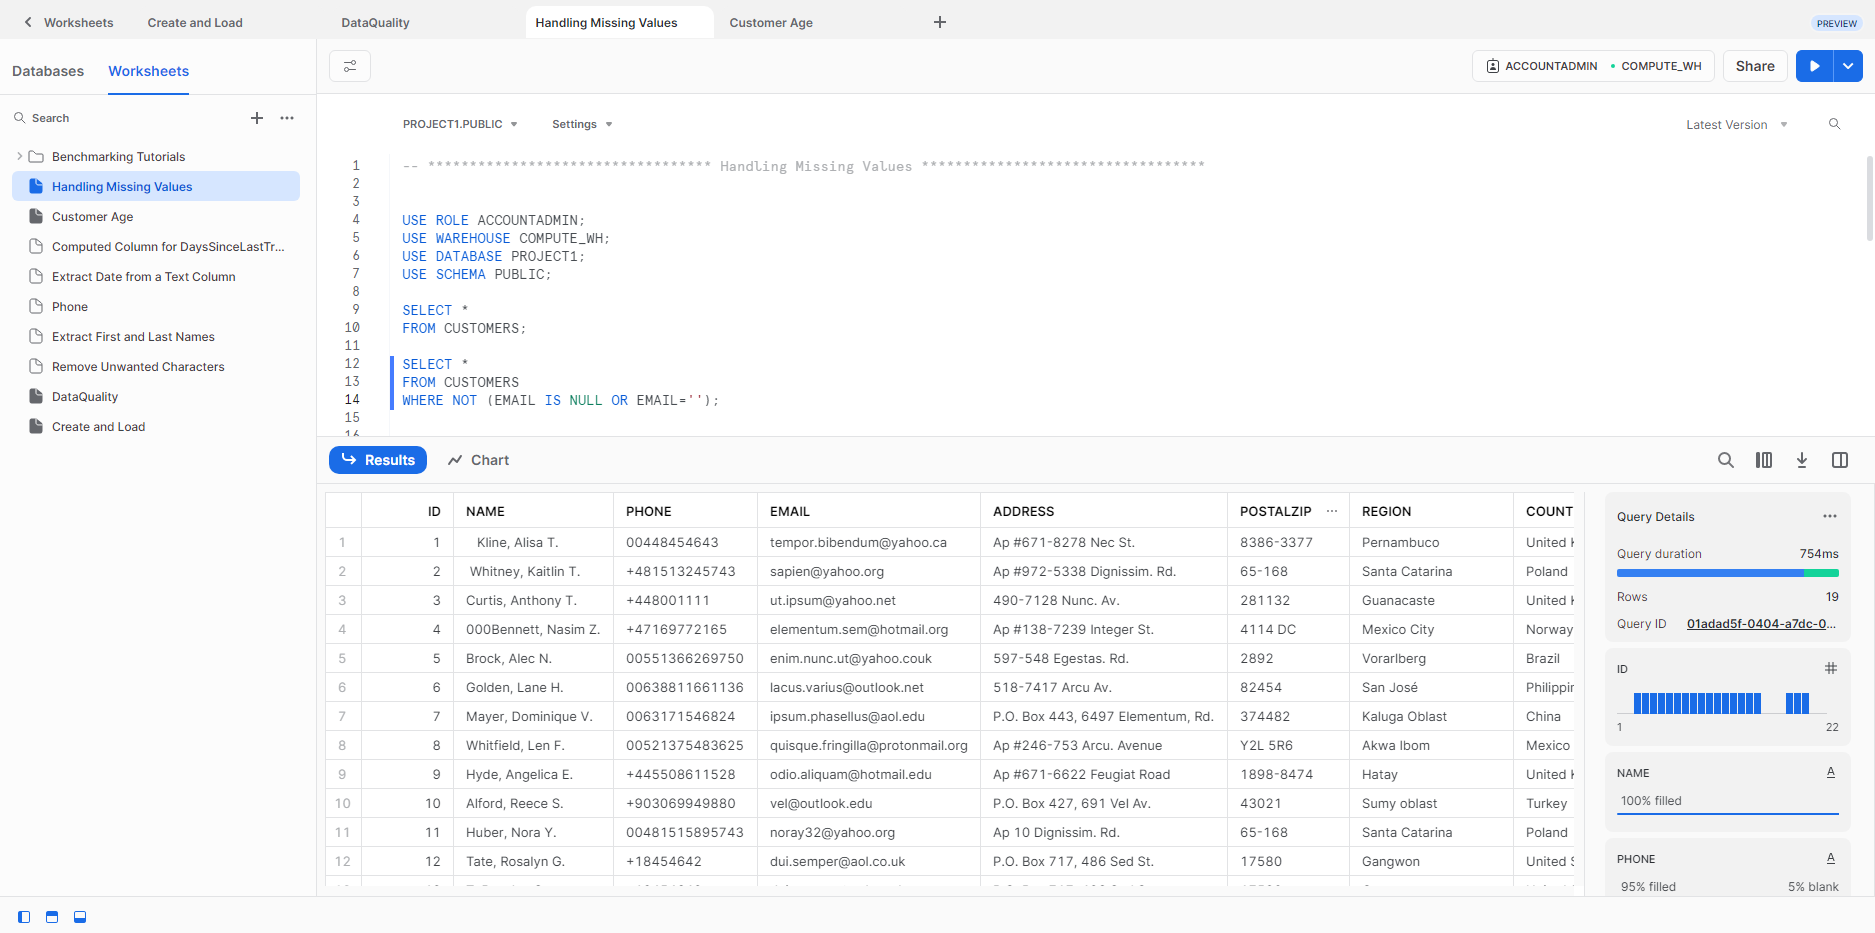 Worksheets
Create and Load
DataQuality
Handling Missing Values
Customer Age
PREVIEW
Databases
Worksheets
ACCOUNTADMIN
COMPUTE_WH
Share
Search
Benchmarking Tutorials
Handling Missing Values
Customer Age
Computed Column for DaysSinceLastTr...
Extract Date from a Text Column
Phone
Extract First and Last Names
Remove Unwanted Characters
DataQuality
Create and Load
PROJECT1.PUBLIC
Settings
Latest Version
1 -- ********************************** Handling Missing Values **********************************
2
3
4 USE ROLE ACCOUNTADMIN;
5 USE WAREHOUSE COMPUTE_WH;
6 USE DATABASE PROJECT1;
7 USE SCHEMA PUBLIC;
8
9 SELECT *
10 FROM CUSTOMERS;
11
12 SELECT *
13 FROM CUSTOMERS
14 WHERE NOT (EMAIL IS NULL OR EMAIL='');
15
16
Results
Chart
ID NAME PHONE EMAIL ADDRESS POSTALZIP ... REGION COUNT
1 1 Kline, Alisa T. 00448454643 tempor.bibendum@yahoo.ca Ap #671-8278 Nec St. 8386-3377 Pernambuco United K
2 2 Whitney, Kaitlin T. +481513245743 sapien@yahoo.org Ap #972-5338 Dignissim. Rd. 65-168 Santa Catarina Poland
3 3 Curtis, Anthony T. +448001111 ut.ipsum@yahoo.net 490-7128 Nunc. Av. 281132 Guanacaste United K
4 4 000Bennett, Nasim Z. +47169772165 elementum.sem@hotmail.org Ap #138-7239 Integer St. 4114 DC Mexico City Norway
5 5 Brock, Alec N. 00551366269750 enim.nunc.ut@yahoo.couk 597-548 Egestas. Rd. 2892 Vorarlberg Brazil
6 6 Golden, Lane H. 00638811661136 lacus.varius@outlook.net 518-7417 Arcu Av. 82454 San José Philippin
7 7 Mayer, Dominique V. 0063171546824 ipsum.phasellus@aol.edu P.O. Box 443, 6497 Elementum, Rd. 374482 Kaluga Oblast China
8 8 Whitfield, Len F. 00521375483625 quisque.fringilla@protonmail.org Ap #246-753 Arcu. Avenue Y2L 5R6 Akwa Ibom Mexico
9 9 Hyde, Angelica E. +445508611528 odio.aliquam@hotmail.edu Ap #671-6622 Feugiat Road 1898-8474 Hatay United K
10 10 Alford, Reece S. +903069949880 vel@outlook.edu P.O. Box 427, 691 Vel Av. 43021 Sumy oblast Turkey
11 11 Huber, Nora Y. 00481515895743 noray32@yahoo.org Ap 10 Dignissim. Rd. 65-168 Santa Catarina Poland
12 12 Tate, Rosalyn G. +18454642 dui.semper@aol.co.uk P.O. Box 717, 486 Sed St. 17580 Gangwon United S
Query Details
Query duration 754ms
Rows 19
Query ID 01adad5f-0404-a7dc-0...
ID
1 22
NAME A
100% filled
PHONE A
95% filled 5% blank